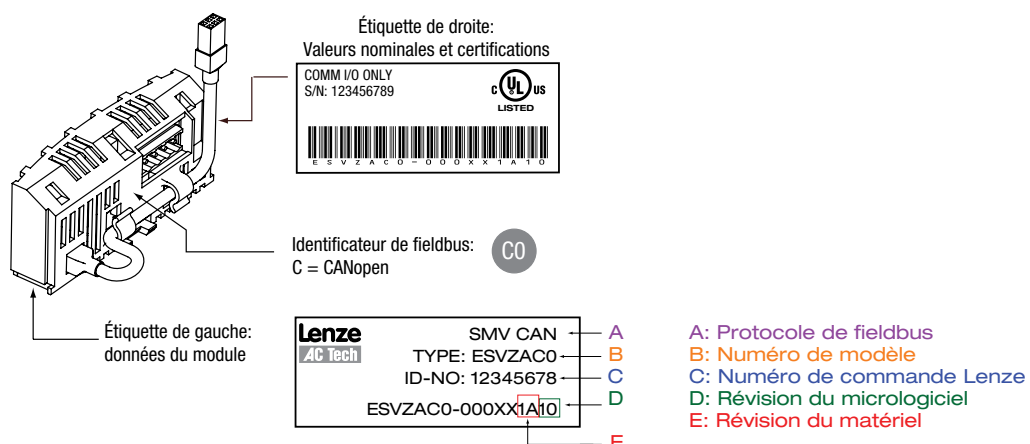 Étiquette de droite:
Valeurs nominales et certifications
COMM I/O ONLY
S/N: 123456789
C UL US
LISTED
ESVZAC0-000XX1A10
Identificateur de fieldbus:
C = CANopen
C0
Étiquette de gauche:
données du module
Lenze
AC Tech
SMV CAN
TYPE: ESVZAC0
ID-NO: 12345678
ESVZAC0-000XX1A10
A
B
C
D
E
A: Protocole de fieldbus
B: Numéro de modèle
C: Numéro de commande Lenze
D: Révision du micrologiciel
E: Révision du matériel